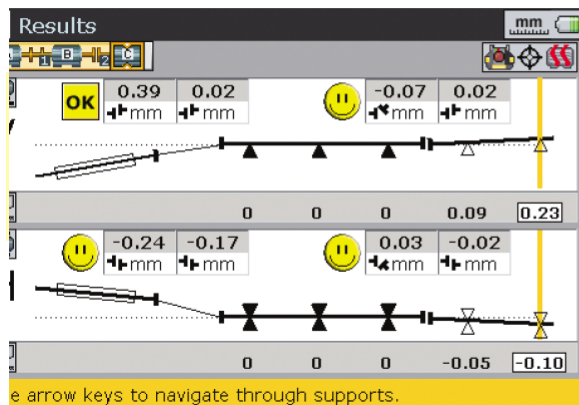 Results mm
1 B 2 C
OK 0.39 0.02 -0.07 0.02
mm mm mm mm
0 0 0 0.09 0.23
-0.24 -0.17 0.03 -0.02
mm mm mm mm
0 0 0 -0.05 -0.10
e arrow keys to navigate through supports.